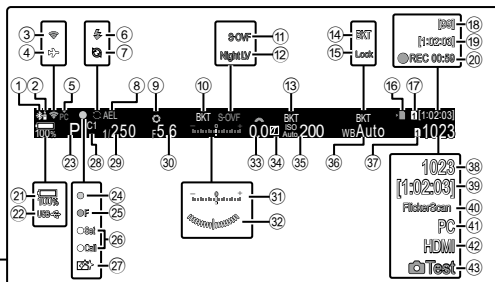 ③ ④ ⑥ ⑦ ⑪ S-OVF
⑫ Night LV
⑭ BKT
⑮ Lock
[99] ⑱
[1:02:03] ⑲
REC 00:59 ⑳
① ② ⑤ ⑧ ⑨ ⑩ ⑬ ⑯ ⑰
PC AEL BKT S-OVF BKT BKT [1:02:03]
100% P C1 1/250 F5.6 0.0 ISO Auto 200 WB Auto 1023
㉓ ㉘ ㉙ ㉚ ㉝ ㉞ ㉟ ㊱ ㊲
㉑ 100%
㉒ USB
㉔
F ㉕
Set
Call ㉖
㉗
㉛
㉜
1023 ㊳
[1:02:03] ㊴
FlickerScan ㊵
PC ㊶
HDMI ㊷
Test ㊸